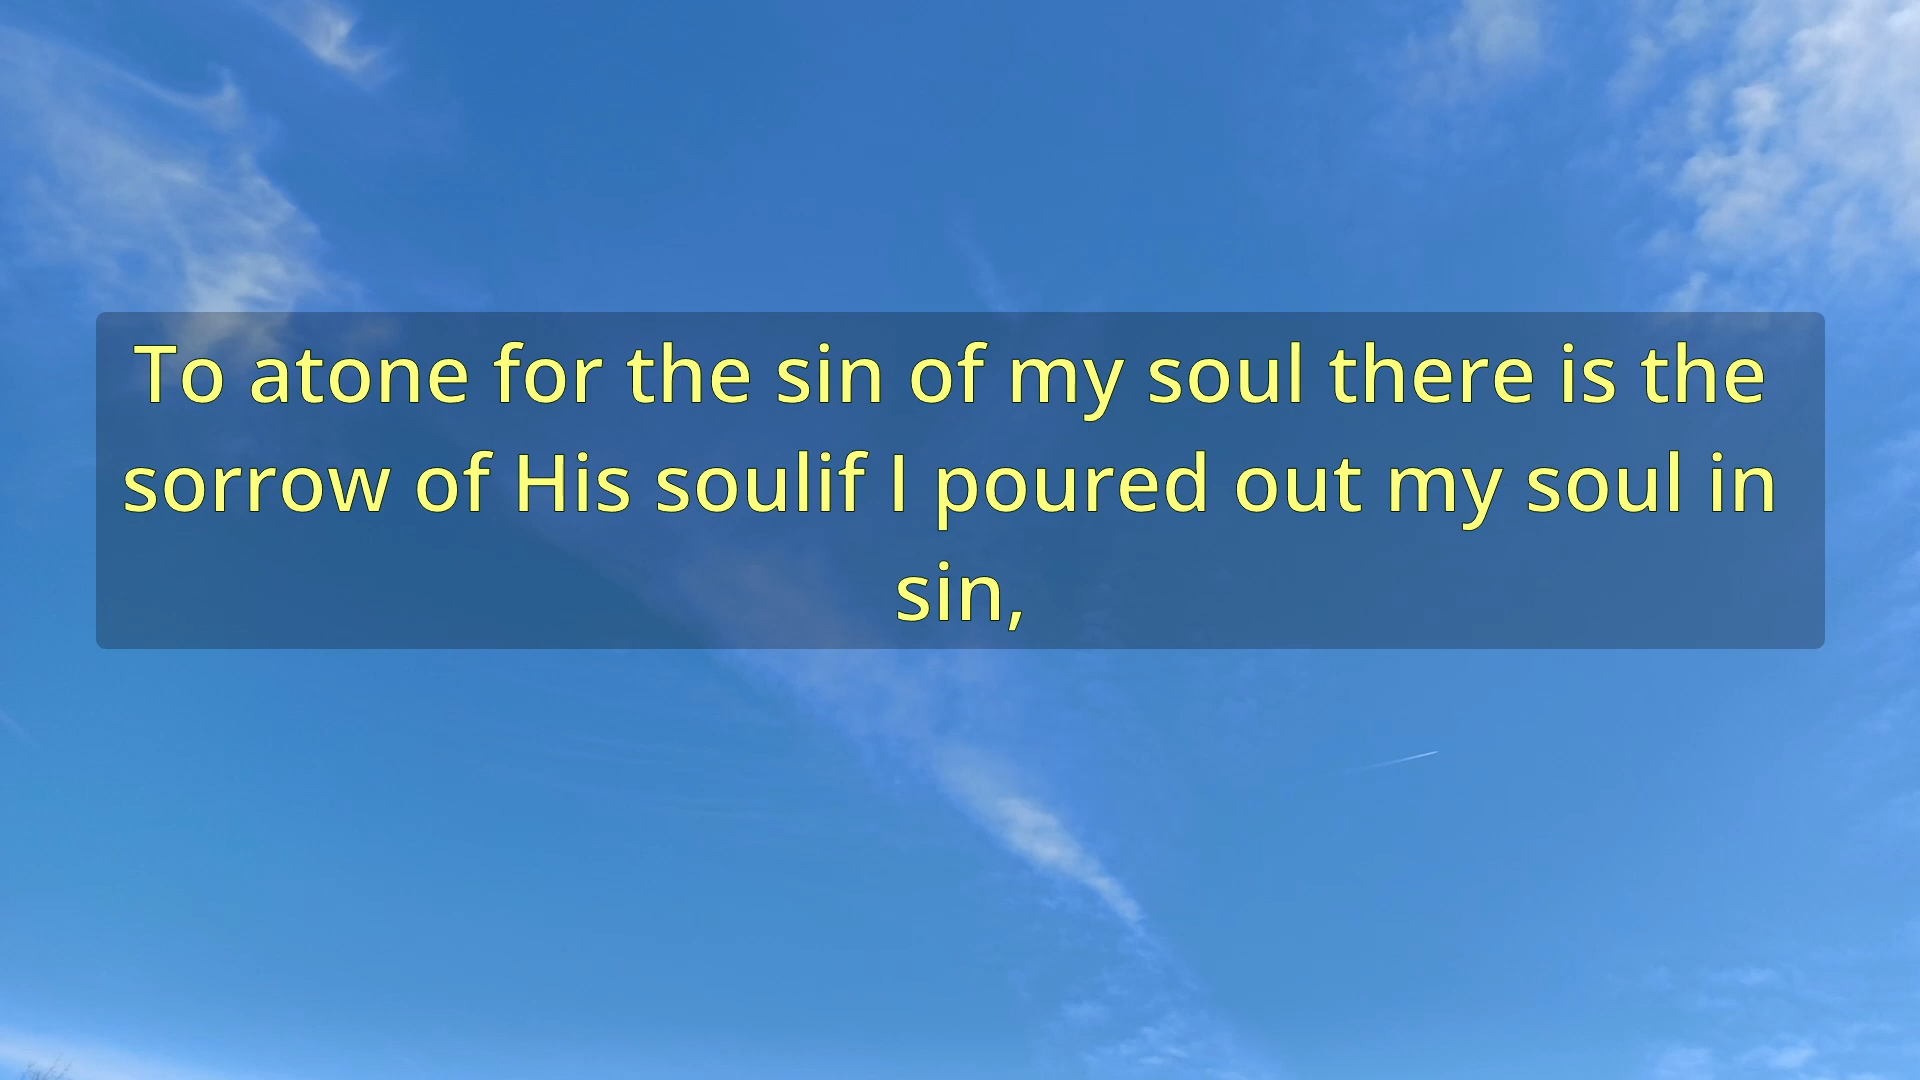 To atone for the sin of my soul there is the
sorrow of His soulif I poured out my soul in
sin,